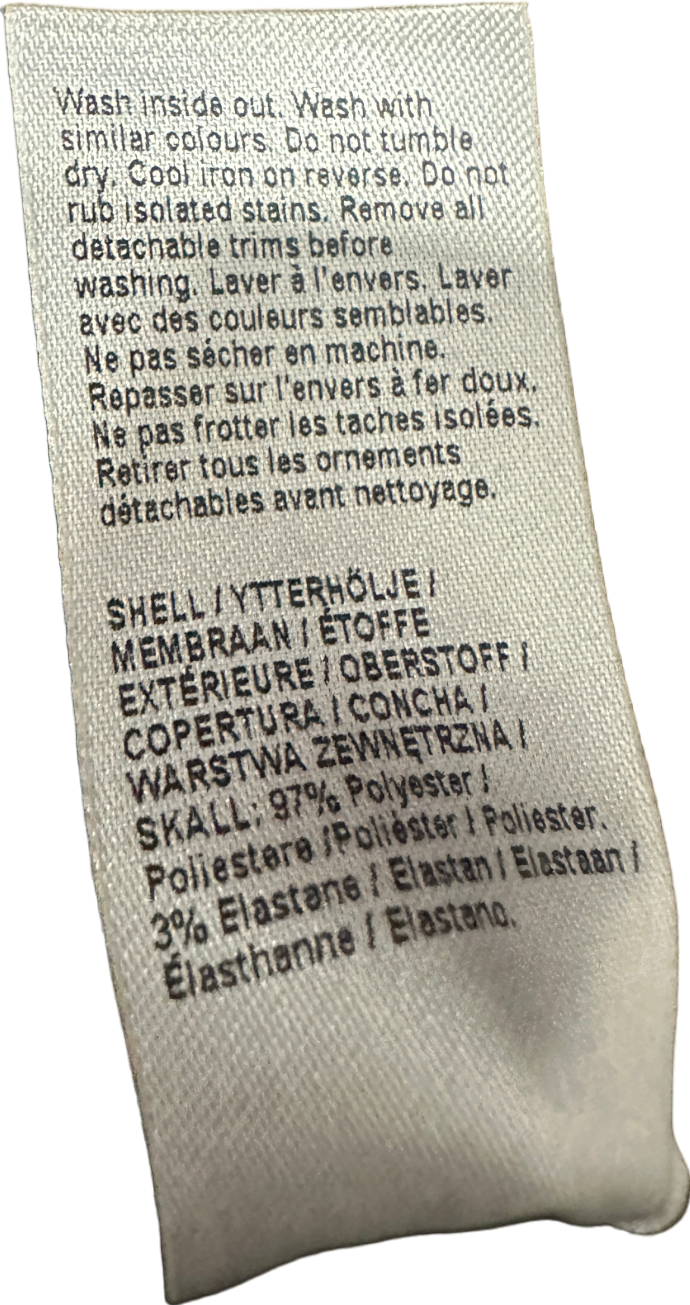 Wash inside out. Wash with
similar colours. Do not tumble
dry. Cool iron on reverse. Do not
rub isolated stains. Remove all
detachable trims before
washing. Laver à l'envers. Laver
avec des couleurs semblables.
Ne pas sécher en machine.
Repasser sur l'envers à fer doux.
Ne pas frotter les taches isolées.
Retirer tous les ornements
détachables avant nettoyage.
SHELL / YTTERHÖLJE /
MEMBRAAN / ÉTOFFE
EXTÉRIEURE / OBERSTOFF /
COPERTURA / CONCHA /
WARSTWA ZEWNĘTRZNA /
SKALL: 97% Polyester /
Poliestere /Poliéster / Poliester.
3% Elastane / Elastan / Elastaan /
Élasthanne / Elastano.